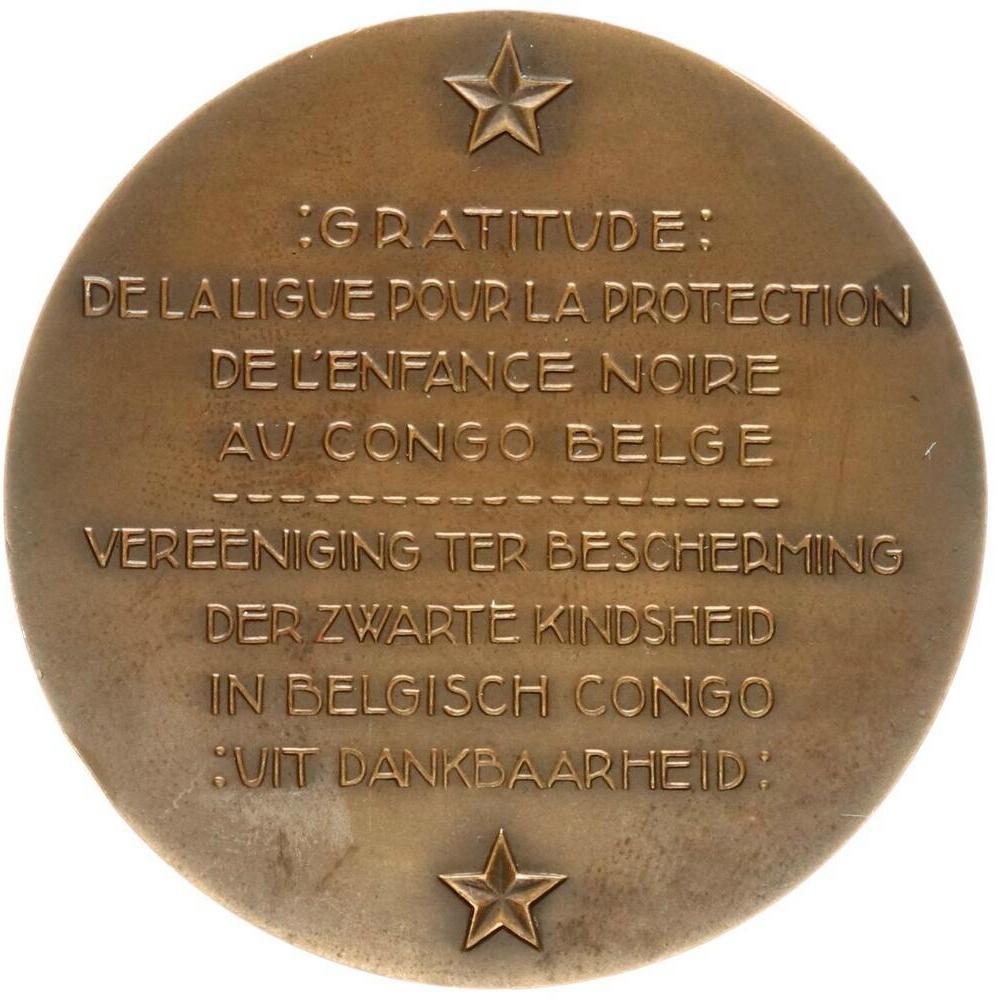 :GRATITUDE:
DE LA LIGUE POUR LA PROTECTION
DE L'ENFANCE NOIRE
AU CONGO BELGE
VEREENIGING TER BESCHERMING
DER ZWARTE KINDSHEID
IN BELGISCH CONGO
:UIT DANKBAARHEID: